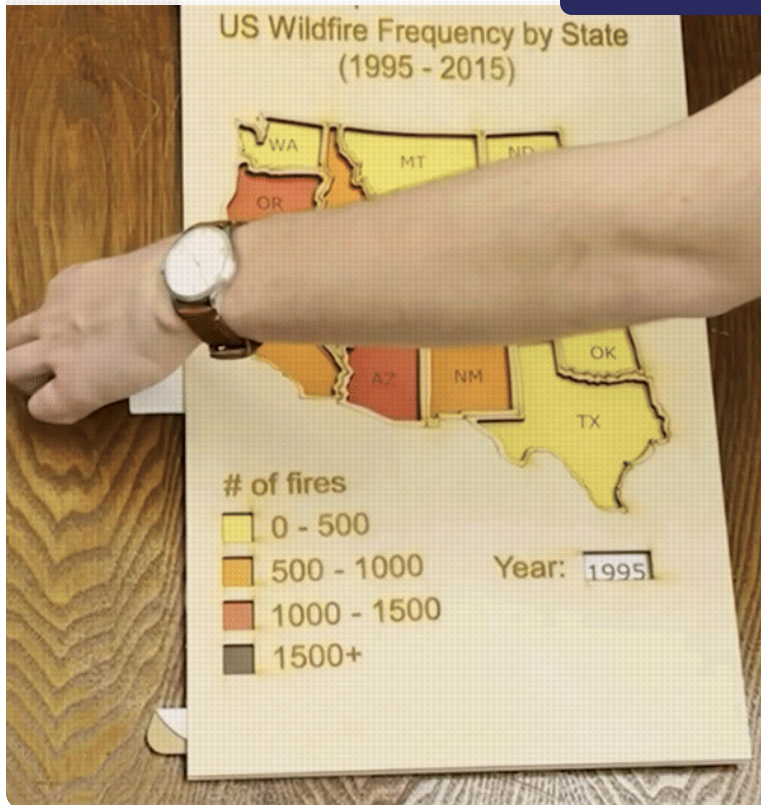 US Wildfire Frequency by State
(1995 - 2015)
WA
MT
ND
OR
OK
AZ
NM
TX
# of fires
0 - 500
500 - 1000
Year: 1995
1000 - 1500
1500+